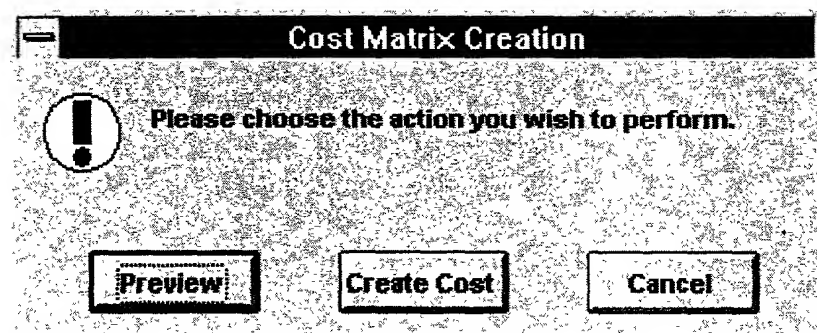 Cost Matrix Creation
Please choose the action you wish to perform.
Preview Create Cost Cancel